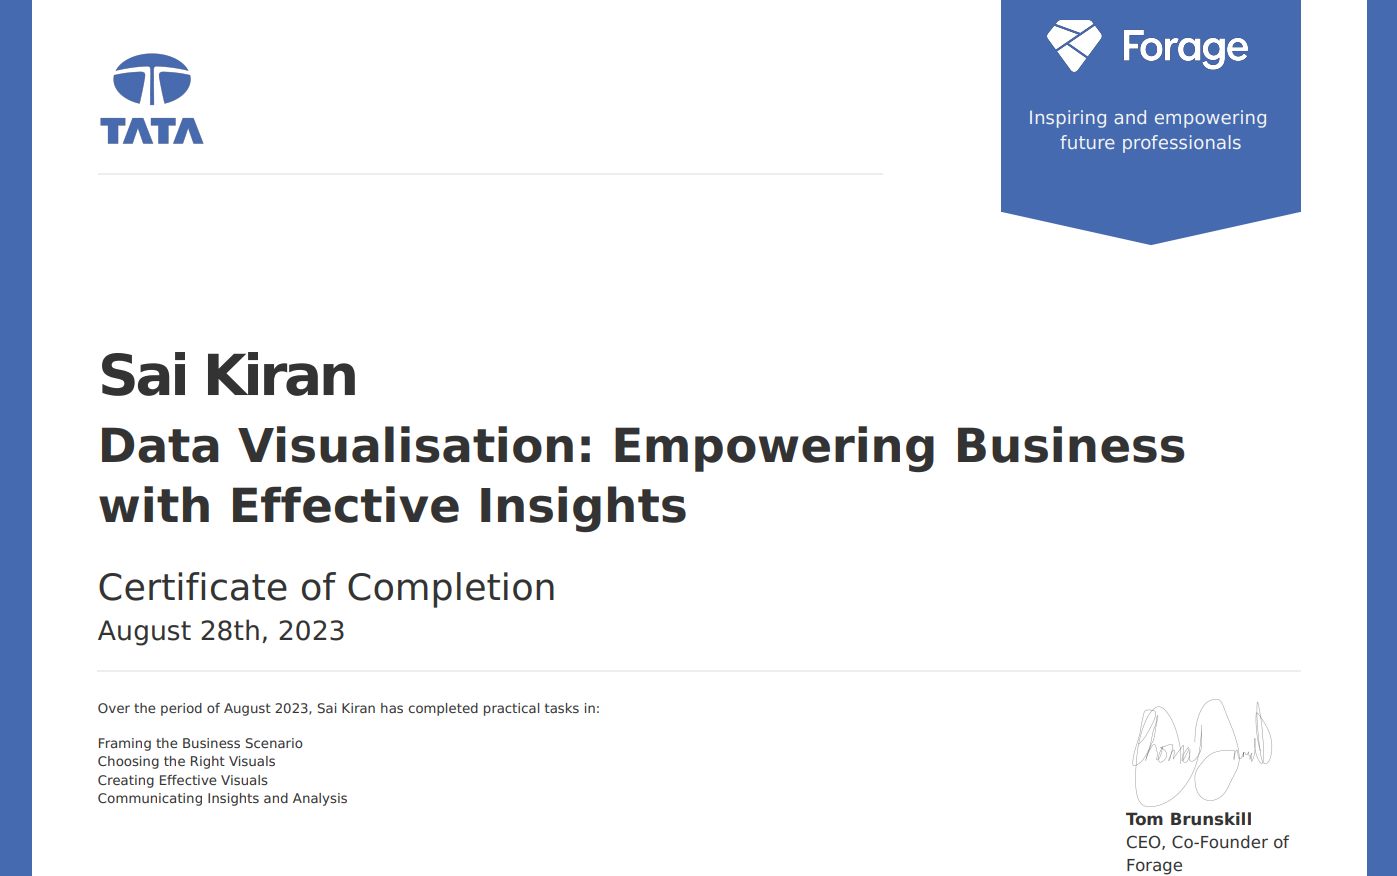 TATA
Forage
Inspiring and empowering
future professionals
Sai Kiran
Data Visualisation: Empowering Business
with Effective Insights
Certificate of Completion
August 28th, 2023
Over the period of August 2023, Sai Kiran has completed practical tasks in:
Framing the Business Scenario
Choosing the Right Visuals
Creating Effective Visuals
Communicating Insights and Analysis
Tom Brunskill
CEO, Co-Founder of
Forage